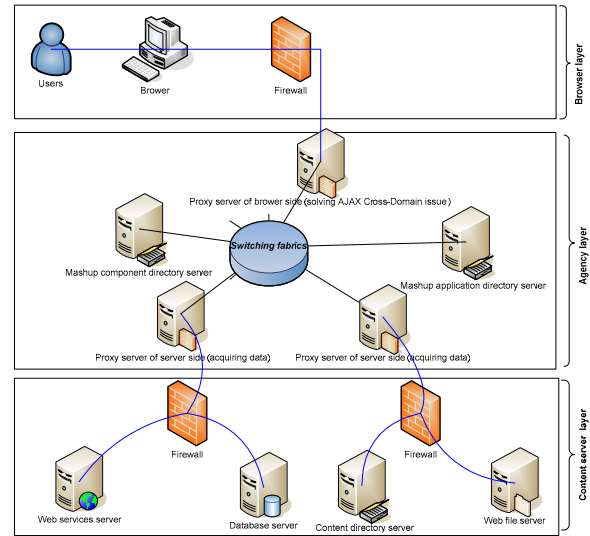 Users
Brower
Firewall
Browser layer
Proxy server of brower side (solving AJAX Cross-Domain issue)
Switching fabrics
Mashup component directory server
Mashup application directory server
Proxy server of server side (acquiring data)
Proxy server of server side (acquiring data)
Agency layer
Firewall
Firewall
Web services server
Database server
Content directory server
Web file server
Content server layer